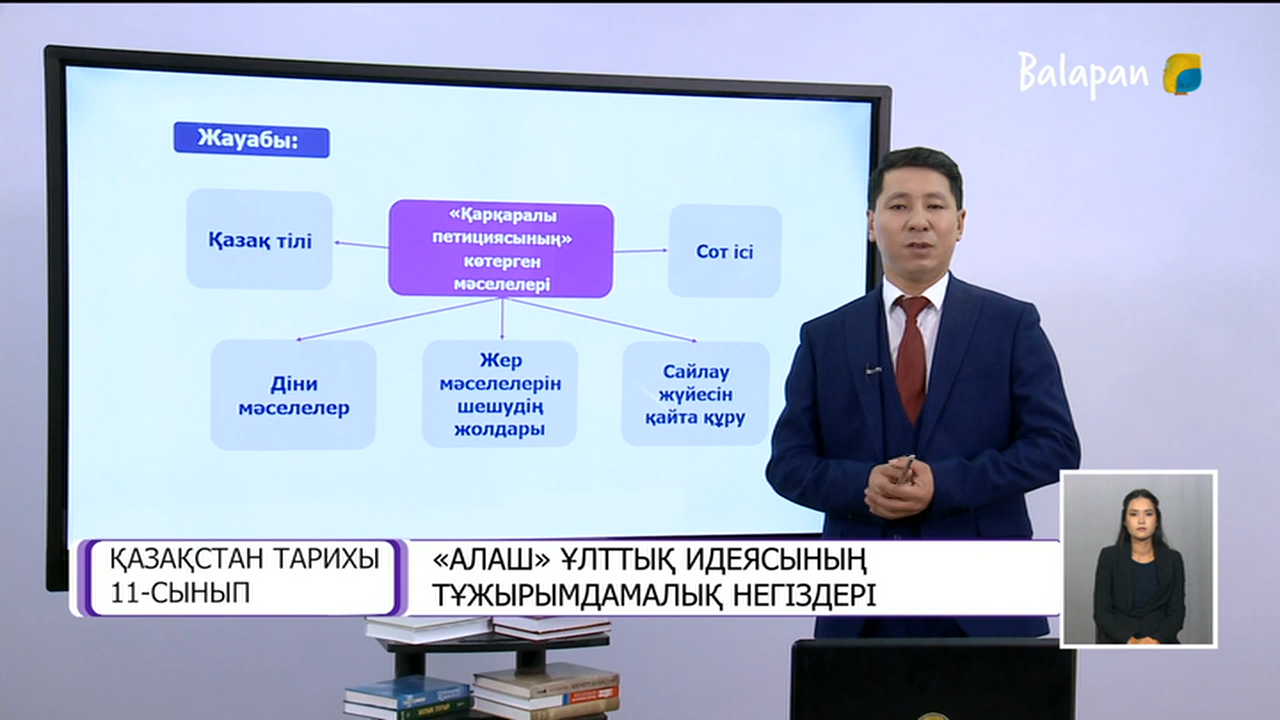 Balapan
Жауабы:
Қазақ тілі
«Қарқаралы
петициясының»
көтерген
мәселелері
Сот ісі
Діни
мәселелер
Жер
мәселелерін
шешудің
жолдары
Сайлау
жүйесін
қайта құру
ҚАЗАҚСТАН ТАРИХЫ
11-СЫНЫП
«АЛАШ» ҰЛТТЫҚ ИДЕЯСЫНЫҢ
ТҰЖЫРЫМДАМАЛЫҚ НЕГІЗДЕРІ